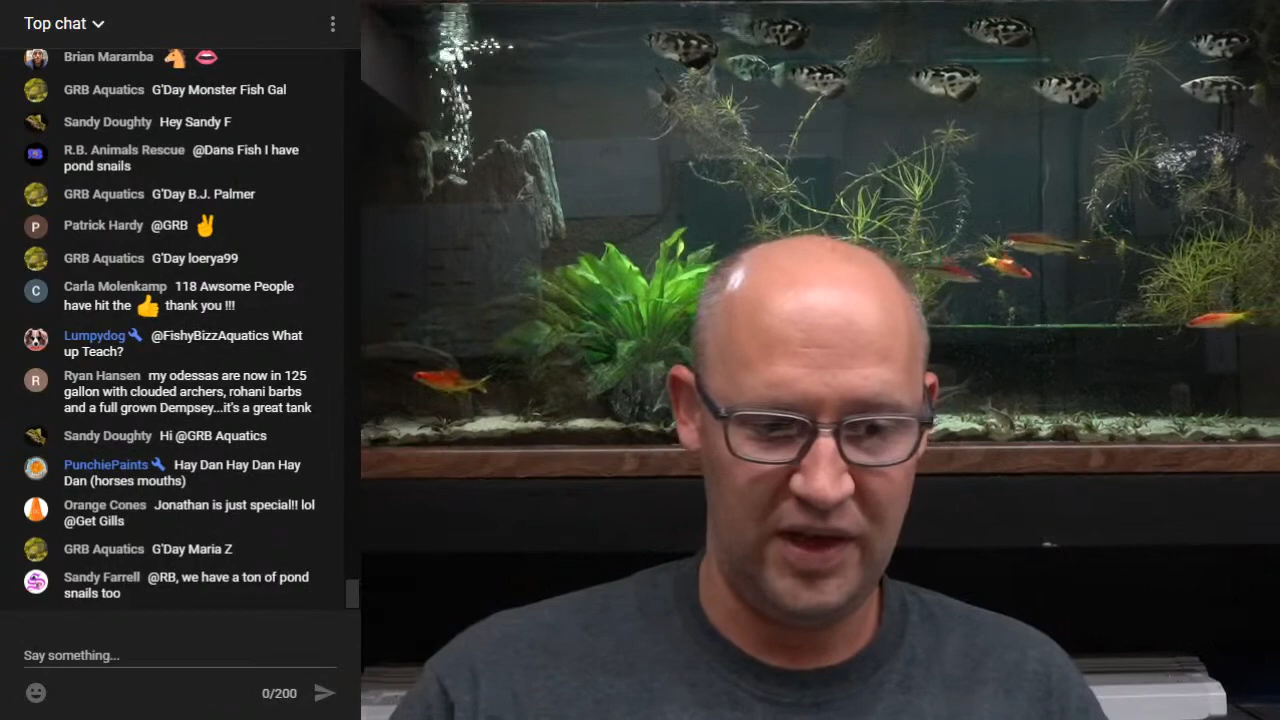 Top chat
Brian Maramba
GRB Aquatics G'Day Monster Fish Gal
Sandy Doughty Hey Sandy F
R.B. Animals Rescue @Dans Fish I have
pond snails
GRB Aquatics G'Day B.J. Palmer
P Patrick Hardy @GRB
GRB Aquatics G'Day loerya99
C Carla Molenkamp 118 Awsome People
have hit the thank you !!!
Lumpydog @FishyBizzAquatics What
up Teach?
R Ryan Hansen my odessas are now in 125
gallon with clouded archers, rohani barbs
and a full grown Dempsey...it's a great tank
Sandy Doughty Hi @GRB Aquatics
PunchiePaints Hay Dan Hay Dan Hay
Dan (horses mouths)
Orange Cones Jonathan is just special!! lol
@Get Gills
GRB Aquatics G'Day Maria Z
Sandy Farrell @RB, we have a ton of pond
snails too
Say something...
0/200